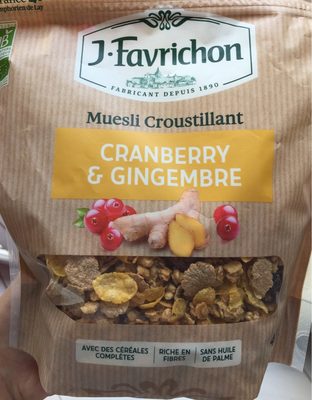 J.Favrichon
FABRICANT DEPUIS 1890
Muesli Croustillant
CRANBERRY
& GINGEMBRE
AVEC DES CÉRÉALES
COMPLÈTES
RICHE EN
FIBRES
SANS HUILE
DE PALME